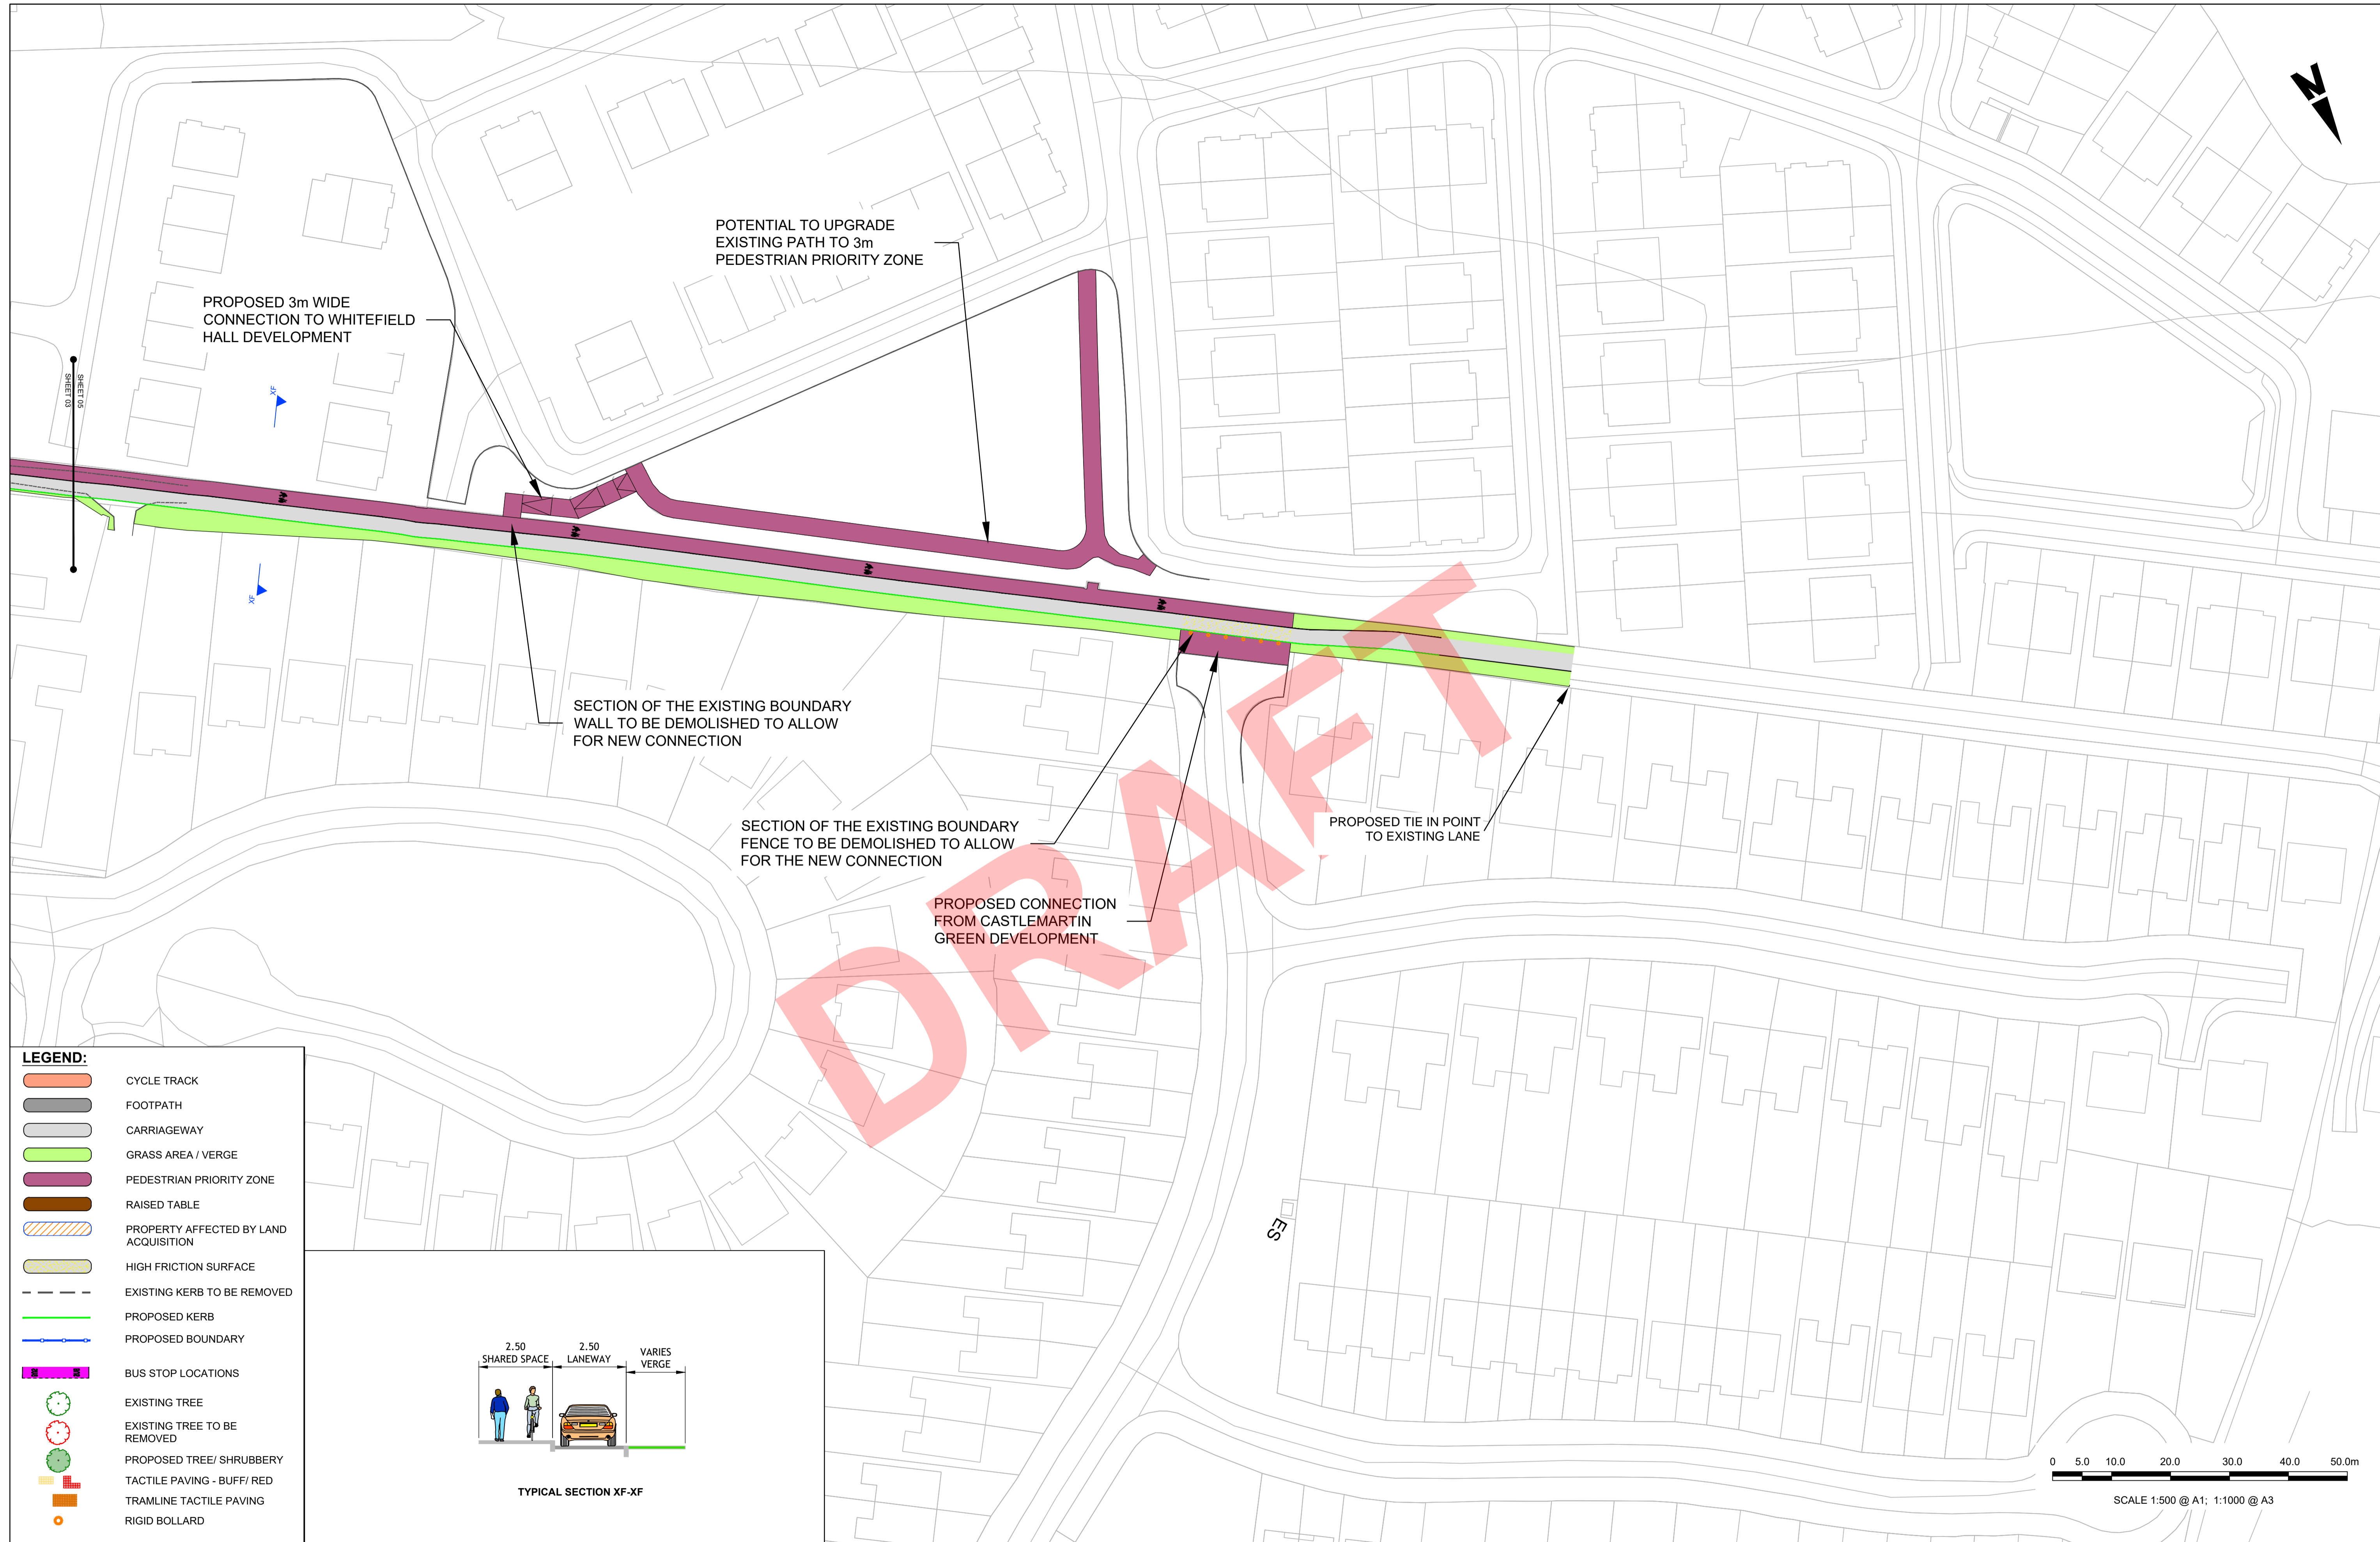 N
POTENTIAL TO UPGRADE
EXISTING PATH TO 3m
PEDESTRIAN PRIORITY ZONE
PROPOSED 3m WIDE
CONNECTION TO WHITEFIELD
HALL DEVELOPMENT
SHEET 05
SHEET 03
XF
XF
SECTION OF THE EXISTING BOUNDARY
WALL TO BE DEMOLISHED TO ALLOW
FOR NEW CONNECTION
SECTION OF THE EXISTING BOUNDARY
FENCE TO BE DEMOLISHED TO ALLOW
FOR THE NEW CONNECTION
PROPOSED TIE IN POINT
TO EXISTING LANE
PROPOSED CONNECTION
FROM CASTLEMARTIN
GREEN DEVELOPMENT
DRAFT
ES
LEGEND:
CYCLE TRACK
FOOTPATH
CARRIAGEWAY
GRASS AREA / VERGE
PEDESTRIAN PRIORITY ZONE
RAISED TABLE
PROPERTY AFFECTED BY LAND
ACQUISITION
HIGH FRICTION SURFACE
EXISTING KERB TO BE REMOVED
PROPOSED KERB
PROPOSED BOUNDARY
BUS STOP LOCATIONS
EXISTING TREE
EXISTING TREE TO BE
REMOVED
PROPOSED TREE/ SHRUBBERY
TACTILE PAVING - BUFF/ RED
TRAMLINE TACTILE PAVING
RIGID BOLLARD
2.50
SHARED SPACE
2.50
LANEWAY
VARIES
VERGE
TYPICAL SECTION XF-XF
0 5.0 10.0 20.0 30.0 40.0 50.0m
SCALE 1:500 @ A1; 1:1000 @ A3